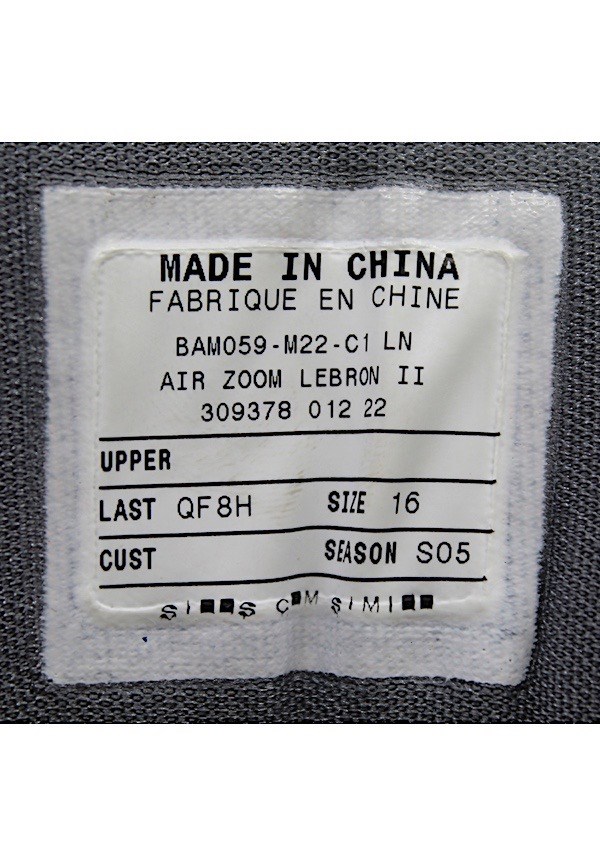 MADE IN CHINA
FABRIQUE EN CHINE
BAM059-M22-C1 LN
AIR ZOOM LEBRON II
309378 012 22
UPPER
LAST QF8H SIZE 16
CUST SEASON S05